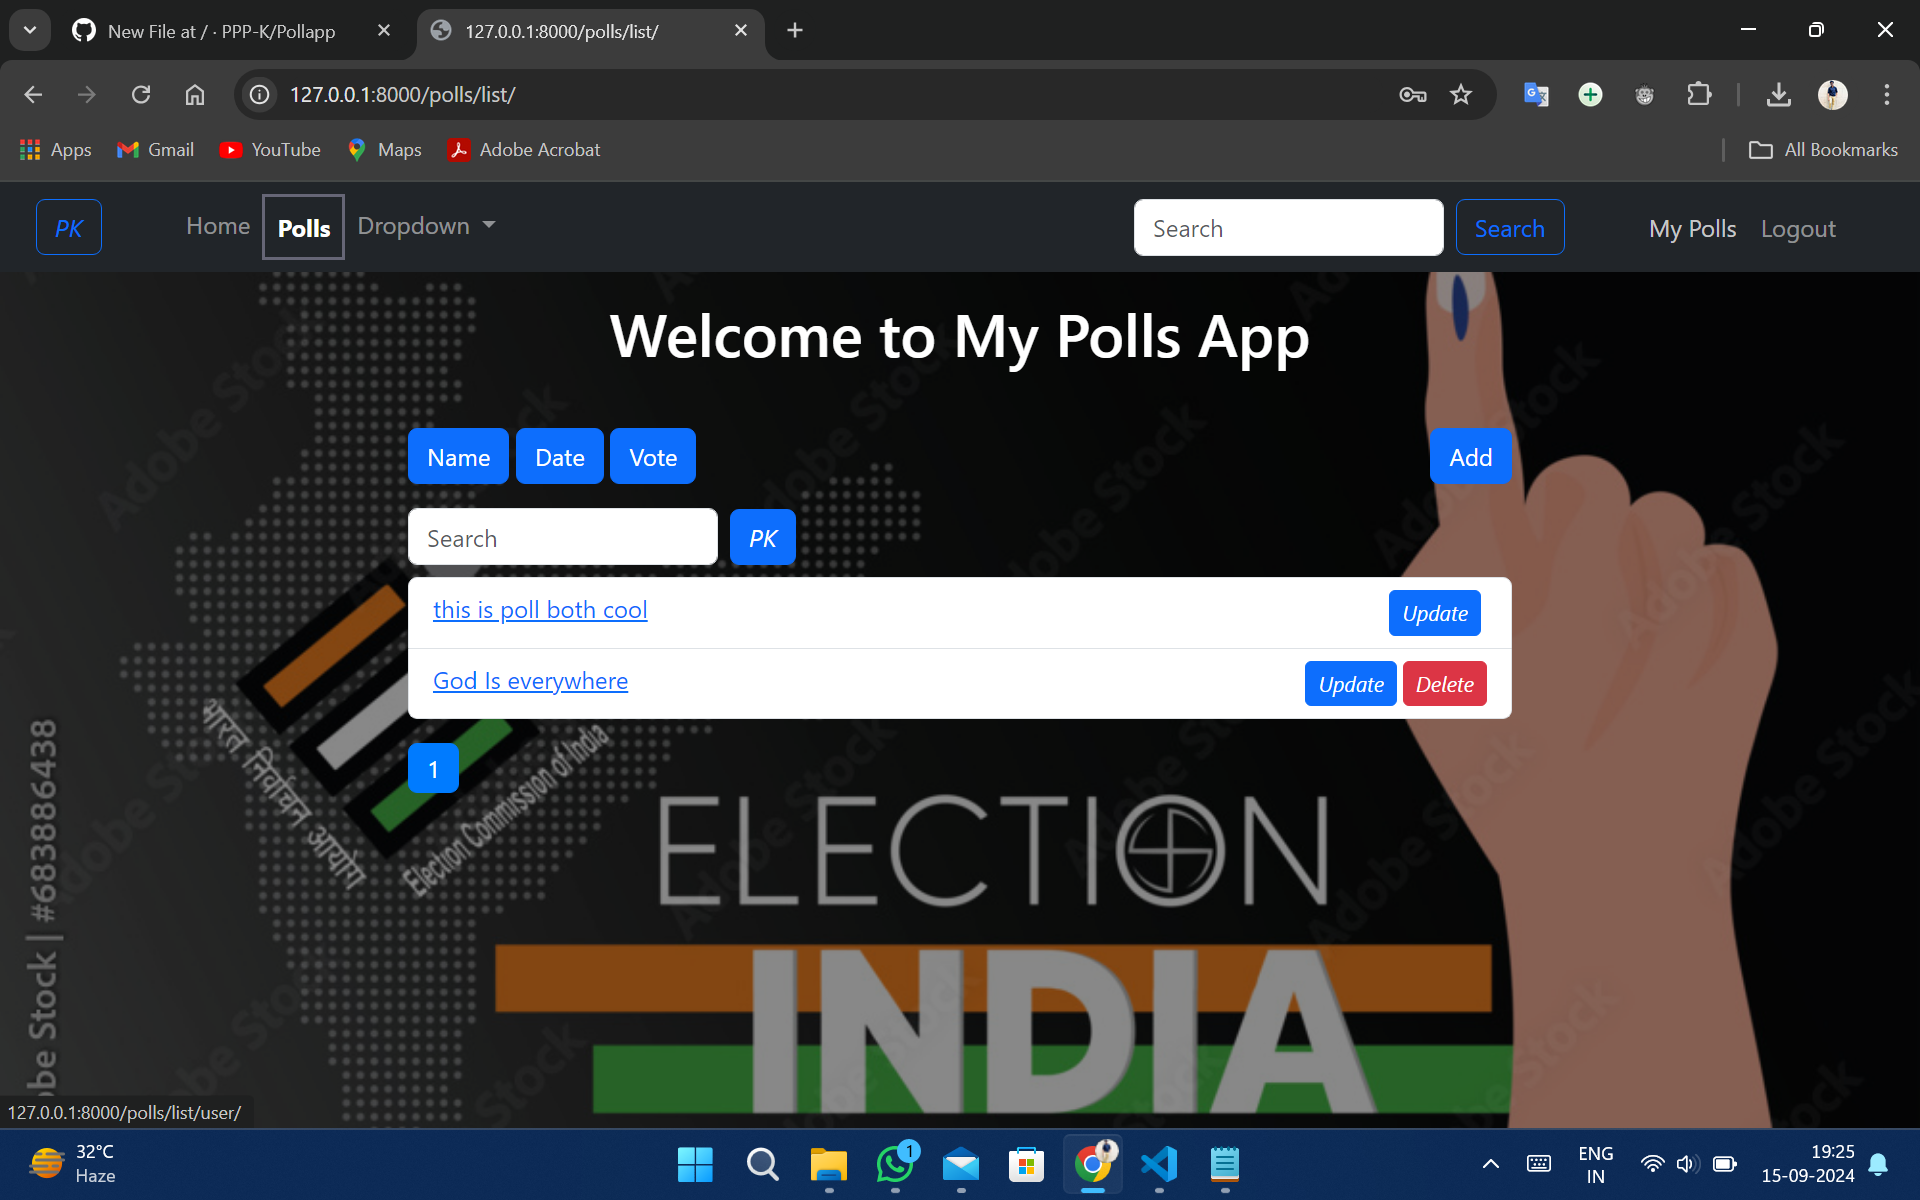 New File at / · PPP-K/Pollapp
127.0.0.1:8000/polls/list/
127.0.0.1:8000/polls/list/
Apps
Gmail
YouTube
Maps
Adobe Acrobat
All Bookmarks
PK
Home
Polls
Dropdown
Search
Search
My Polls
Logout
Welcome to My Polls App
Name
Date
Vote
Add
Search
PK
this is poll both cool
Update
God Is everywhere
Update
Delete
1
भारत निर्वाचन आयोग
Election Commission of India
ELECTION
INDIA
Adobe Stock
obe Stock | #683886438
127.0.0.1:8000/polls/list/user/
32°C
Haze
1
ENG
IN
19:25
15-09-2024